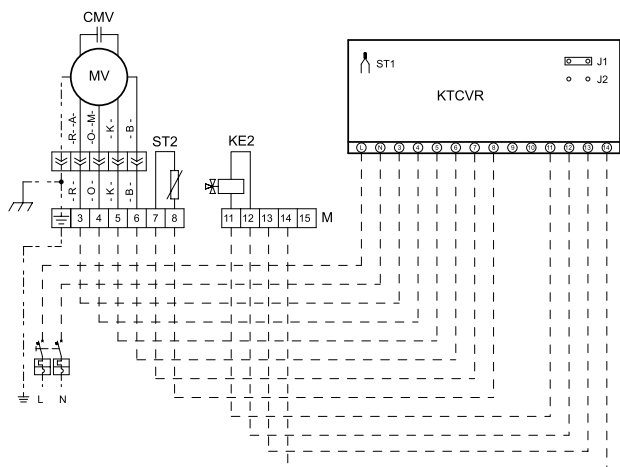 CMV
MV
ST1
J1
J2
KTCVR
-R-A-
-O-M-
-K-
-B-
ST2
KE2
L N 3 4 5 6 7 8 9 10 11 12 13 14
-R-
-O-
-K-
-B-
3 4 5 6 7 8
11 12 13 14 15 M
L N